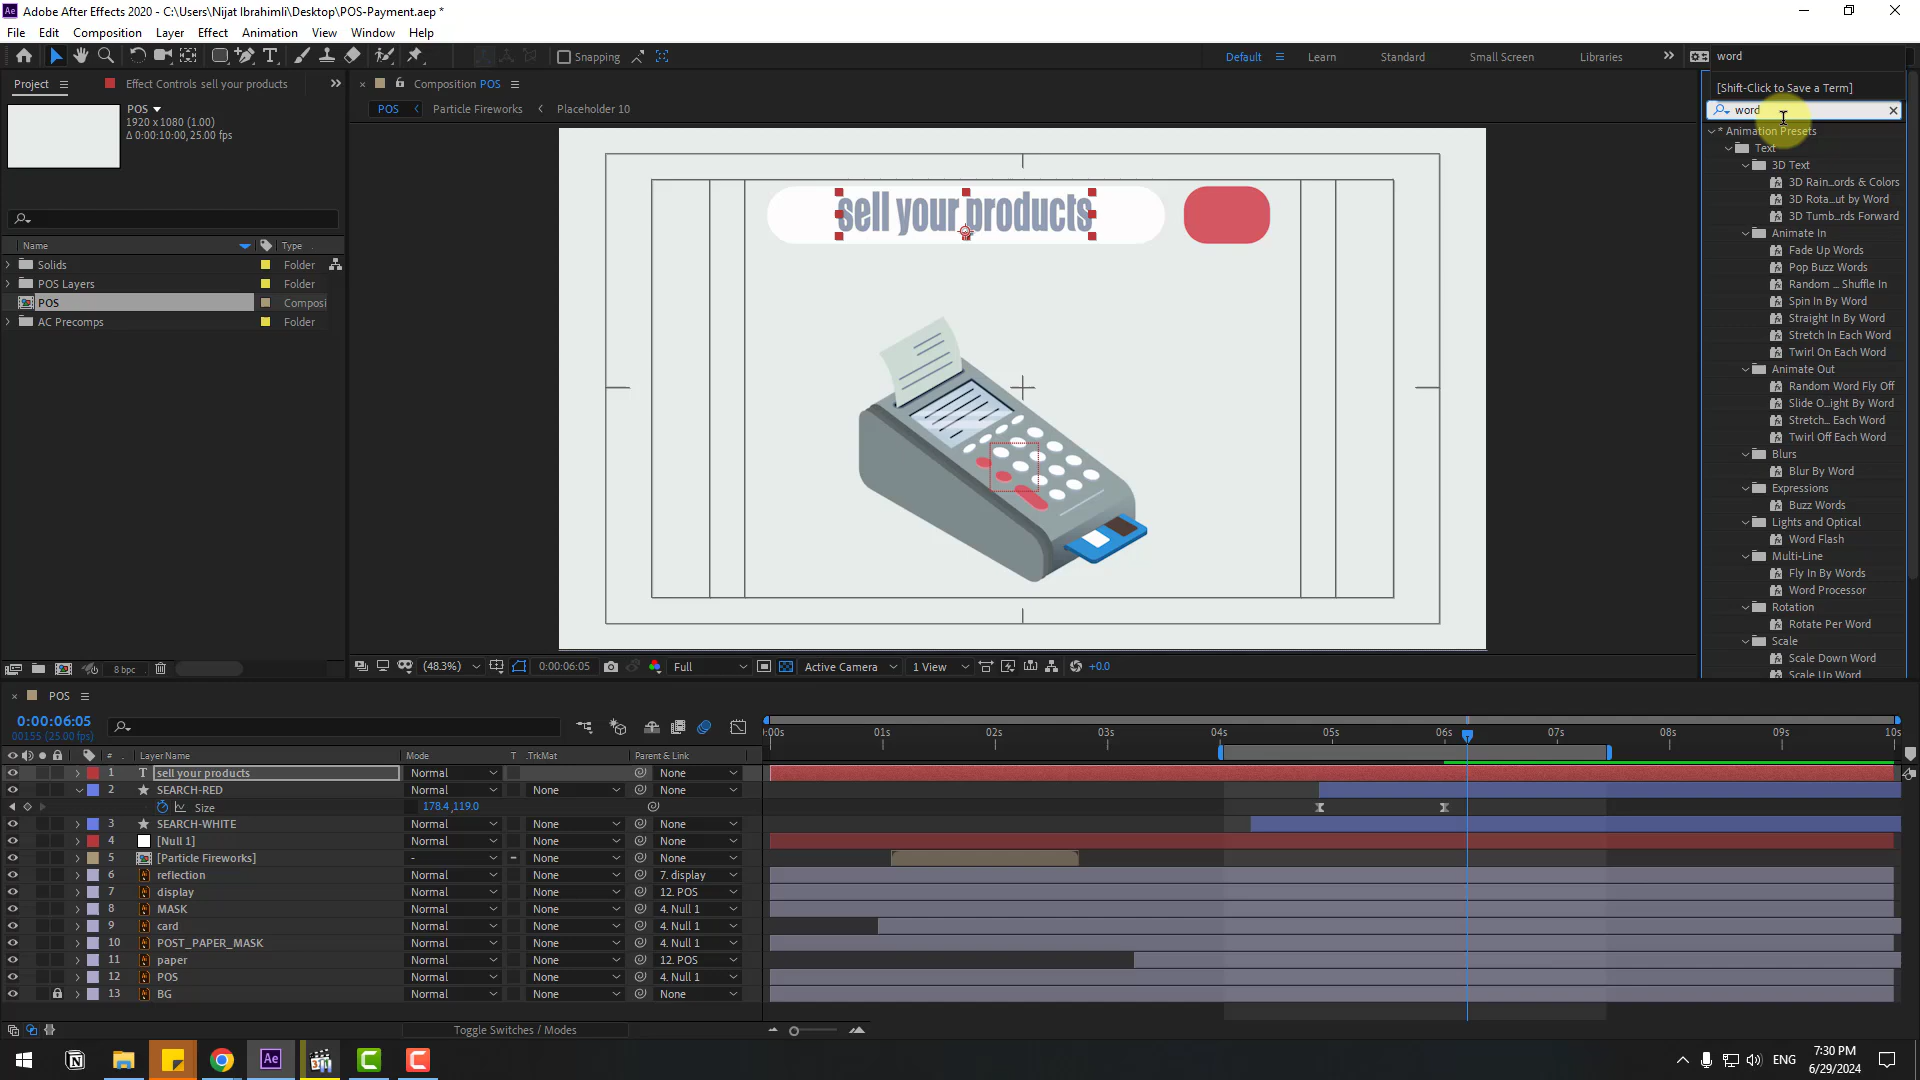 Adobe After Effects 2020 - C:\Users\Nijat Ibrahimli\Desktop\POS-Payment.aep *
File Edit Composition Layer Effect Animation View Window Help
Snapping
Default Learn Standard Small Screen Libraries
word
Project Effect Controls sell your products
Composition POS
[Shift-Click to Save a Term]
POS
1920 x 1080 (1.00)
Δ 0:00:10:00, 25.00 fps
POS Particle Fireworks Placeholder 10
word
* Animation Presets
Text
3D Text
3D Rain...ords & Colors
3D Rota...ut by Word
3D Tumb...rds Forward
Animate In
Fade Up Words
Pop Buzz Words
Random ... Shuffle In
Spin In By Word
Straight In By Word
Stretch In Each Word
Twirl On Each Word
Animate Out
Random Word Fly Off
Slide O...ight By Word
Stretch... Each Word
Twirl Off Each Word
Blurs
Blur By Word
Expressions
Buzz Words
Lights and Optical
Word Flash
Multi-Line
Fly In By Words
Word Processor
Rotation
Rotate Per Word
Scale
Scale Down Word
Scale Up Word
sell your products
Name Type
Solids Folder
POS Layers Folder
POS Composi
AC Precomps Folder
8 bpc
(48.3%) 0:00:06:05 Full Active Camera 1 View +0.0
POS
0:00:06:05
00155 (25.00 fps)
:00s 01s 02s 03s 04s 05s 06s 07s 08s 09s 10s
# Layer Name Mode T .TrkMat Parent & Link
1 T sell your products Normal None
2 SEARCH-RED Normal None None
Size 178.4,119.0
3 SEARCH-WHITE Normal None None
4 [Null 1] Normal None None
5 [Particle Fireworks] - None None
6 reflection Normal None 7. display
7 display Normal None 12. POS
8 MASK Normal None 4. Null 1
9 card Normal None 4. Null 1
10 POST_PAPER_MASK Normal None 4. Null 1
11 paper Normal None 12. POS
12 POS Normal None 4. Null 1
13 BG Normal None None
Toggle Switches / Modes
ENG
7:30 PM
6/29/2024